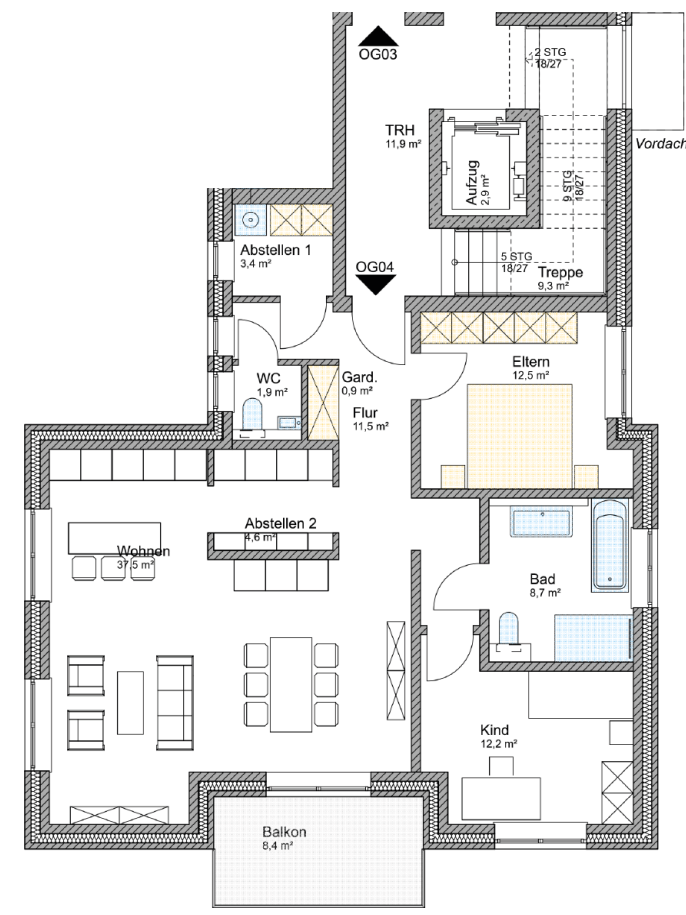 OG03
2 STG
18/27
TRH
11,9 m²
Vordach
Aufzug
2,9 m²
9 STG
18/27
Abstellen 1
3,4 m²
OG04
5 STG
18/27
Treppe
9,3 m²
WC
1,9 m²
Gard.
0,9 m²
Flur
11,5 m²
Eltern
12,5 m²
Abstellen 2
4,6 m²
Wohnen
37,5 m²
Bad
8,7 m²
Kind
12,2 m²
Balkon
8,4 m²